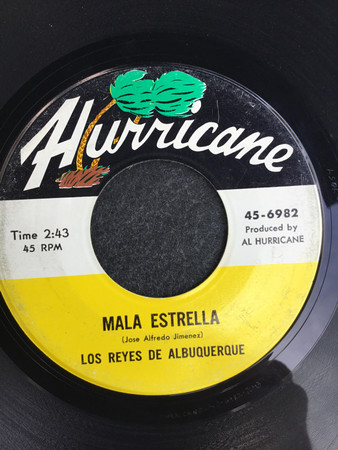 Hurricane
Time 2:43
45 RPM
45-6982
Produced by
AL HURRICANE
MALA ESTRELLA
(Jose Alfredo Jimenez)
LOS REYES DE ALBUQUERQUE